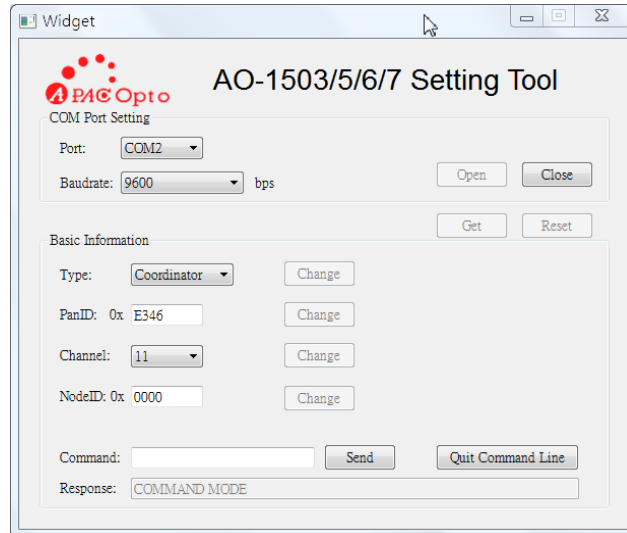 Widget
APAC Opto
AO-1503/5/6/7 Setting Tool
COM Port Setting
Port: COM2
Baudrate: 9600 bps
Open Close
Get Reset
Basic Information
Type: Coordinator Change
PanID: 0x E346 Change
Channel: 11 Change
NodeID: 0x 0000 Change
Command: Send Quit Command Line
Response: COMMAND MODE